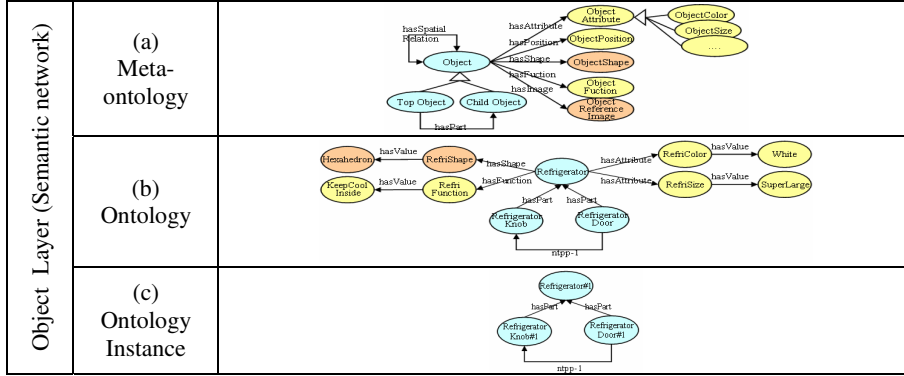 Object Layer (Semantic network)
(a)
Meta-
ontology
hasSpatial
Relation
Object
Top Object
Child Object
hasPart
hasAttribute
hasPosition
hasShape
hasFuction
hasImage
Object
Attribute
ObjectPosition
ObjectShape
Object
Fuction
Object
Reference
Image
ObjectColor
ObjectSize
....
(b)
Ontology
Hexahedron
hasValue
RefriShape
hasShape
KeepCool
Inside
hasValue
Refri
Function
hasFunction
Refrigerator
hasAttribute
RefriColor
hasValue
White
hasAttribute
RefriSize
hasValue
SuperLarge
hasPart
hasPart
Refrigerator
Knob
Refrigerator
Door
ntpp-1
(c)
Ontology
Instance
Refrigerator#1
hasPart
hasPart
Refrigerator
Knob#1
Refrigerator
Door#1
ntpp-1